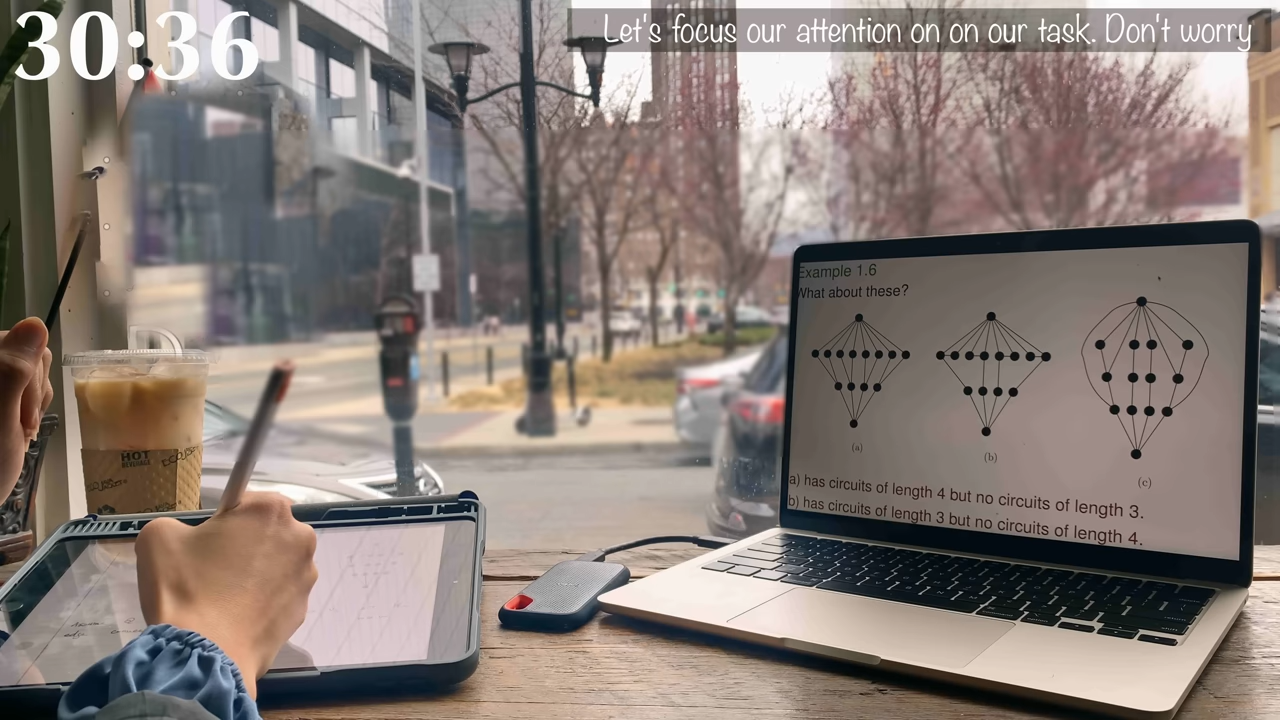 30:36
Let's focus our attention on on our task. Don't worry
Example 1.6
What about these?
(a)
(b)
(c)
a) has circuits of length 4 but no circuits of length 3.
b) has circuits of length 3 but no circuits of length 4.
HOT
BEVERAGE